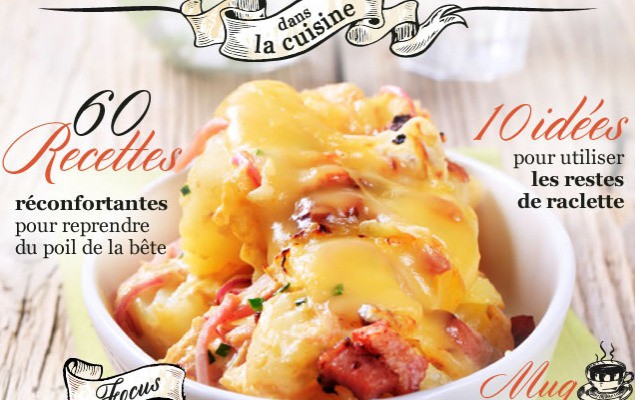 dans
la cuisine
60
Recettes
réconfortantes
pour reprendre
du poil de la bête
10 idées
pour utiliser
les restes
de raclette
Focus
Mug